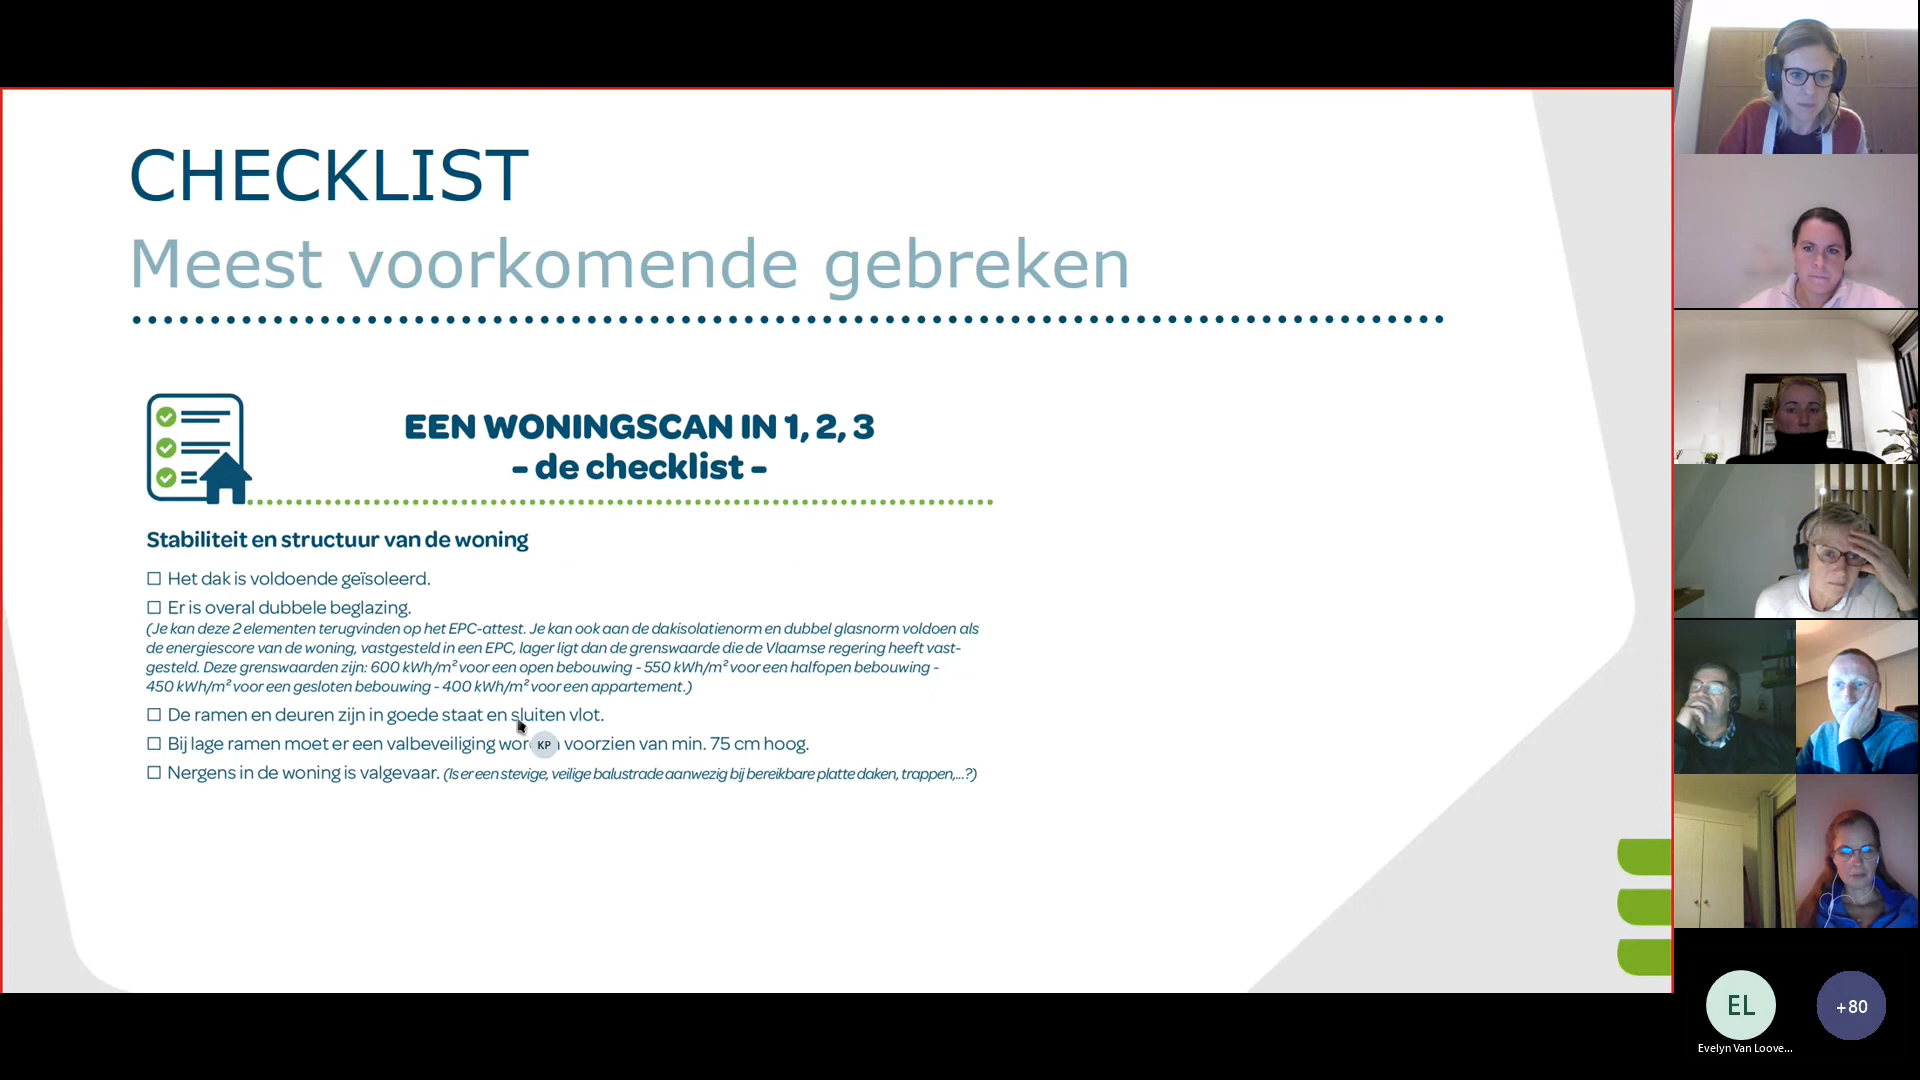 CHECKLIST
Meest voorkomende gebreken
EEN WONINGSCAN IN 1, 2, 3
- de checklist -
Stabiliteit en structuur van de woning
Het dak is voldoende geïsoleerd.
Er is overal dubbele beglazing.
(Je kan deze 2 elementen terugvinden op het EPC-attest. Je kan ook aan de dakisolatienorm en dubbel glasnorm voldoen als
de energiescore van de woning, vastgesteld in een EPC, lager ligt dan de grenswaarde die de Vlaamse regering heeft vast-
gesteld. Deze grenswaarden zijn: 600 kWh/m² voor een open bebouwing - 550 kWh/m² voor een halfopen bebouwing -
450 kWh/m² voor een gesloten bebouwing - 400 kWh/m² voor een appartement.)
De ramen en deuren zijn in goede staat en sluiten vlot.
Bij lage ramen moet er een valbeveiliging voorzien van min. 75 cm hoog.
KP
Nergens in de woning is valgevaar. (Is er een stevige, veilige balustrade aanwezig bij bereikbare platte daken, trappen,...?)
EL
+80
Evelyn Van Loove...